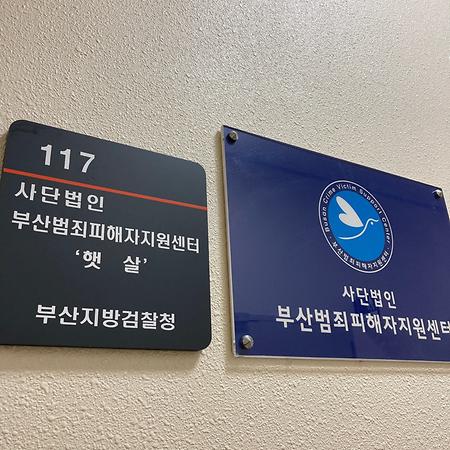 117
사단법인
부산범죄피해자지원센터
‘햇 살’
부산지방검찰청
Busan Crime Victim Support Center
부산범죄피해자지원센터
사단법인
부산범죄피해자지원센터